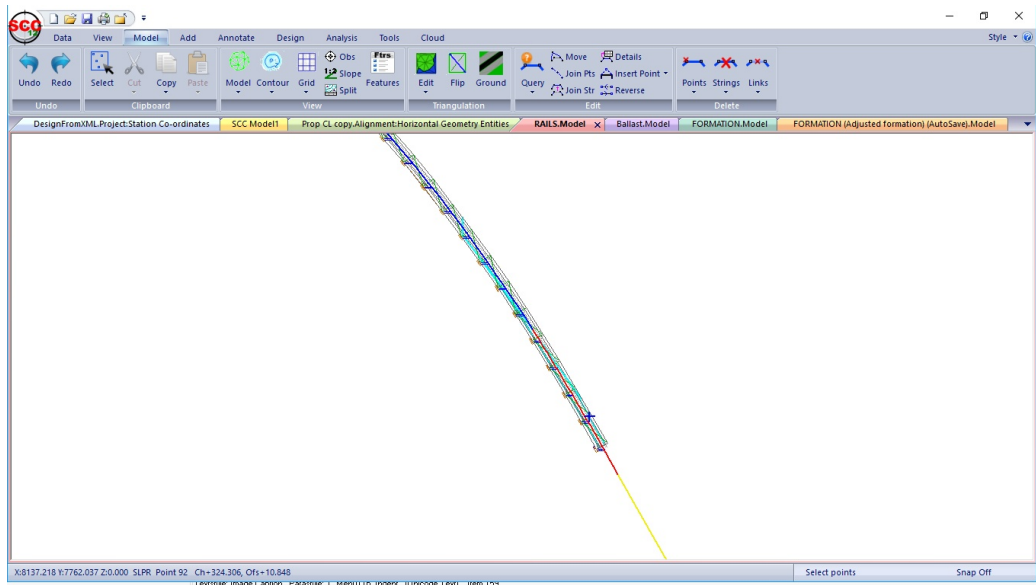 SCC
Data View Model Add Annotate Design Analysis Tools Cloud Style
Undo Redo Select Cut Copy Paste Model Contour Grid Obs Slope Split Ftrs Features Edit Flip Ground Query Move Join Pts Join Str Details Insert Point Reverse Points Strings Links
Undo Clipboard View Triangulation Edit Delete
DesignFromXML.Project:Station Co-ordinates SCC Model1 Prop CL copy.Alignment:Horizontal Geometry Entities RAILS.Model x Ballast.Model FORMATION.Model FORMATION (Adjusted formation) (AutoSave).Model
X:8137.218 Y:7762.037 Z:0.000 SLPR Point 92 Ch+324.306, Ofs+10.848 Select points Snap Off